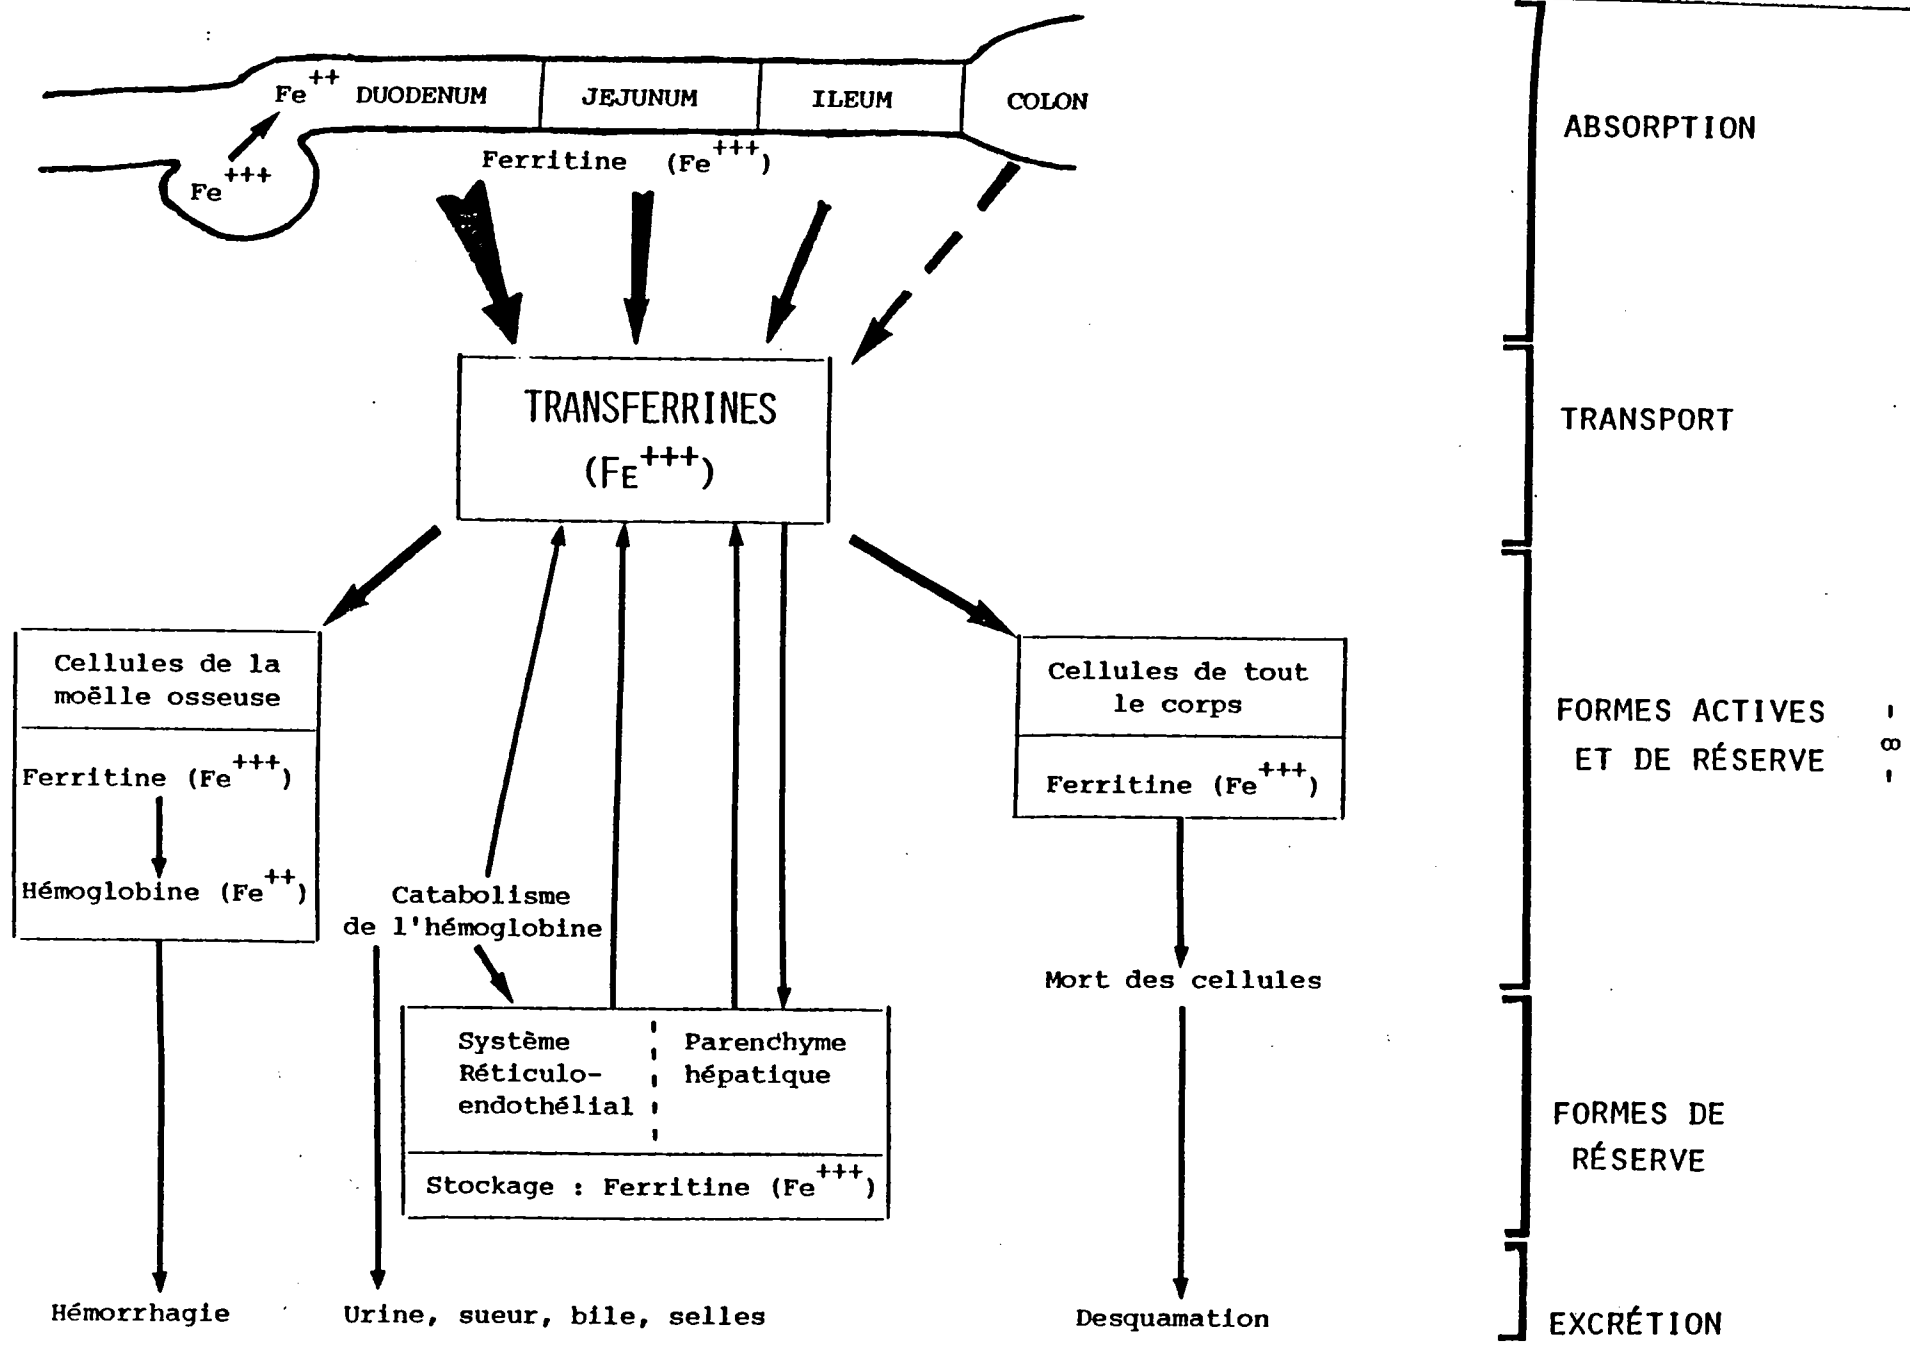 Fe++ DUODENUM JEJUNUM ILEUM COLON
Fe+++
Ferritine (Fe+++)
ABSORPTION
TRANSFERRINES
(FE+++)
TRANSPORT
Cellules de la
moëlle osseuse
Ferritine (Fe+++)
Hémoglobine (Fe++)
Cellules de tout
le corps
Ferritine (Fe+++)
FORMES ACTIVES
ET DE RÉSERVE
- 8 -
Catabolisme
de l'hémoglobine
Mort des cellules
Système
Réticulo-
endothélial
Parenchyme
hépatique
Stockage : Ferritine (Fe+++)
FORMES DE
RÉSERVE
Hémorrhagie
Urine, sueur, bile, selles
Desquamation
EXCRÉTION